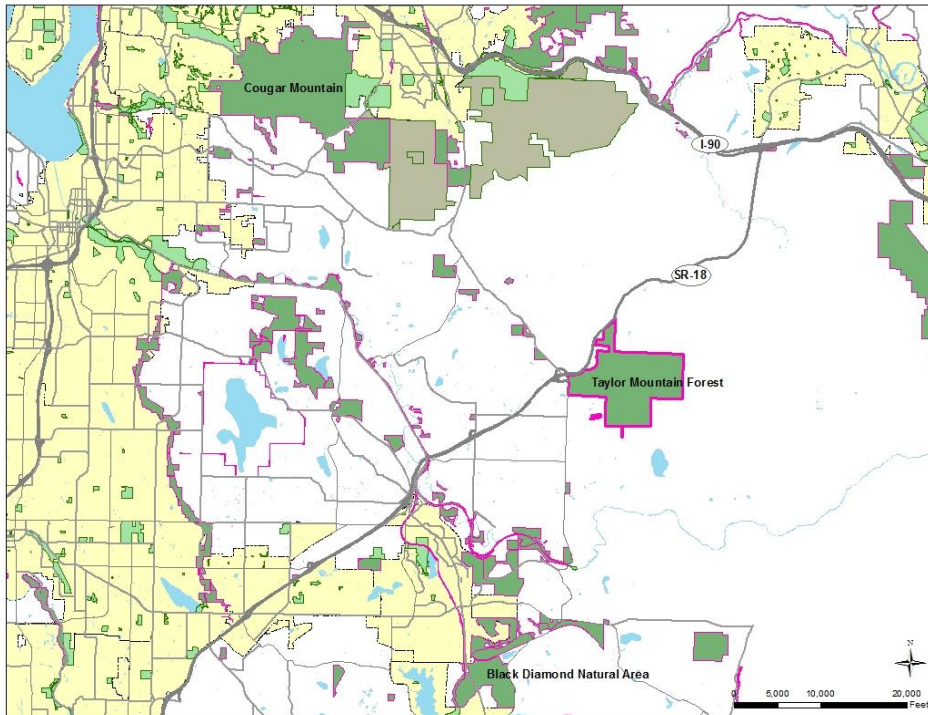 Cougar Mountain
I-90
SR-18
Taylor Mountain Forest
Black Diamond Natural Area
N
0 5,000 10,000 20,000
Feet